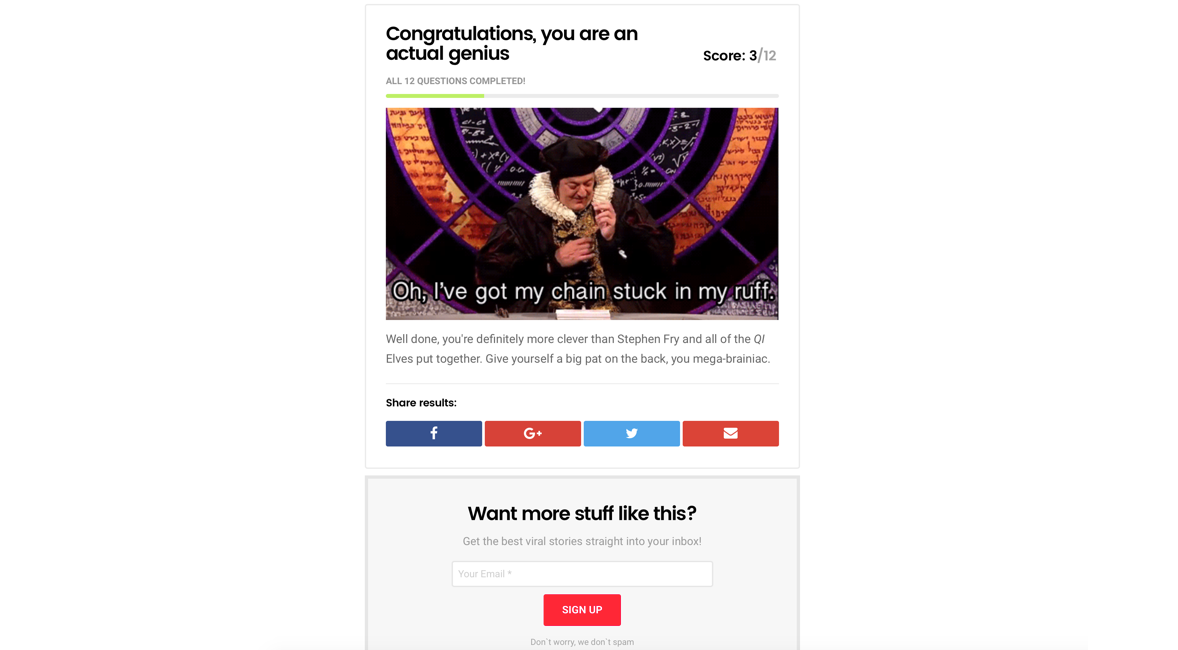 Congratulations, you are an
actual genius
Score: 3/12
ALL 12 QUESTIONS COMPLETED!
Oh, I've got my chain stuck in my ruff.
Well done, you're definitely more clever than Stephen Fry and all of the QI
Elves put together. Give yourself a big pat on the back, you mega-brainiac.
Share results:
f
G+
Want more stuff like this?
Get the best viral stories straight into your inbox!
Your Email *
SIGN UP
Don`t worry, we don`t spam